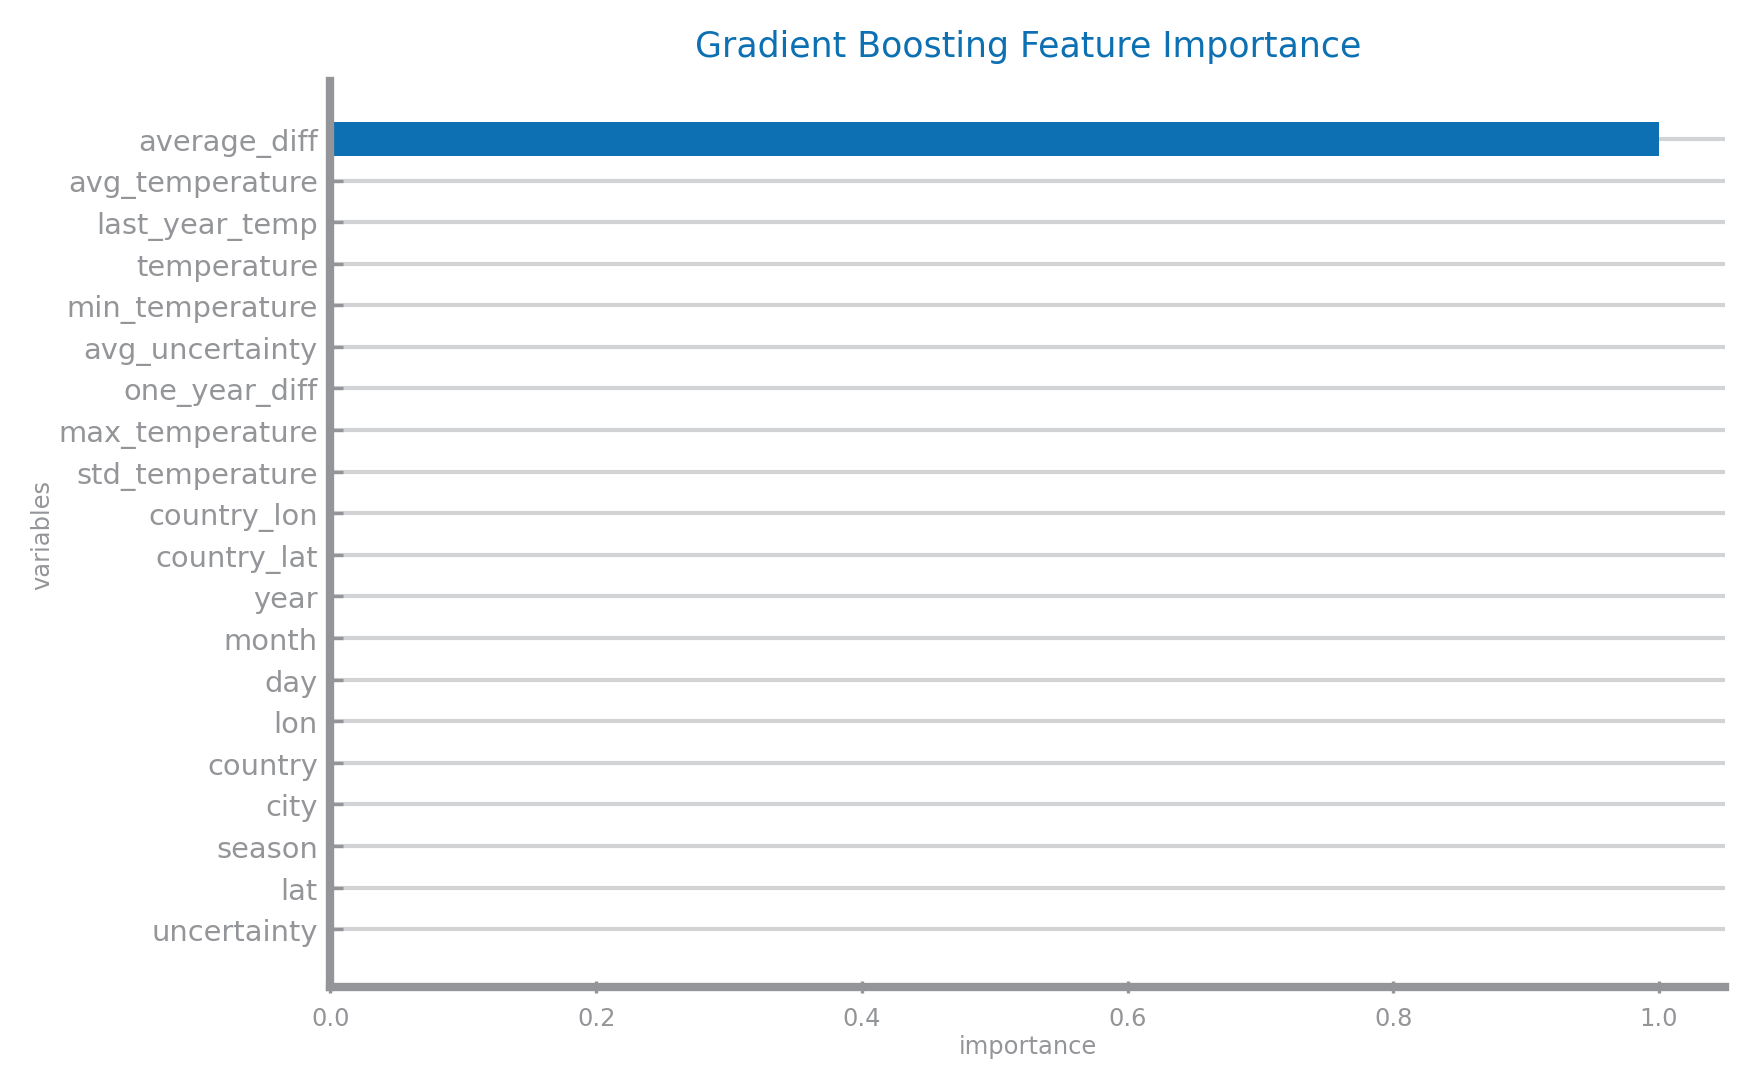 Gradient Boosting Feature Importance
average_diff
avg_temperature
last_year_temp
temperature
min_temperature
avg_uncertainty
one_year_diff
max_temperature
std_temperature
country_lon
country_lat
year
month
day
lon
country
city
season
lat
uncertainty
variables
0.0 0.2 0.4 0.6 0.8 1.0
importance